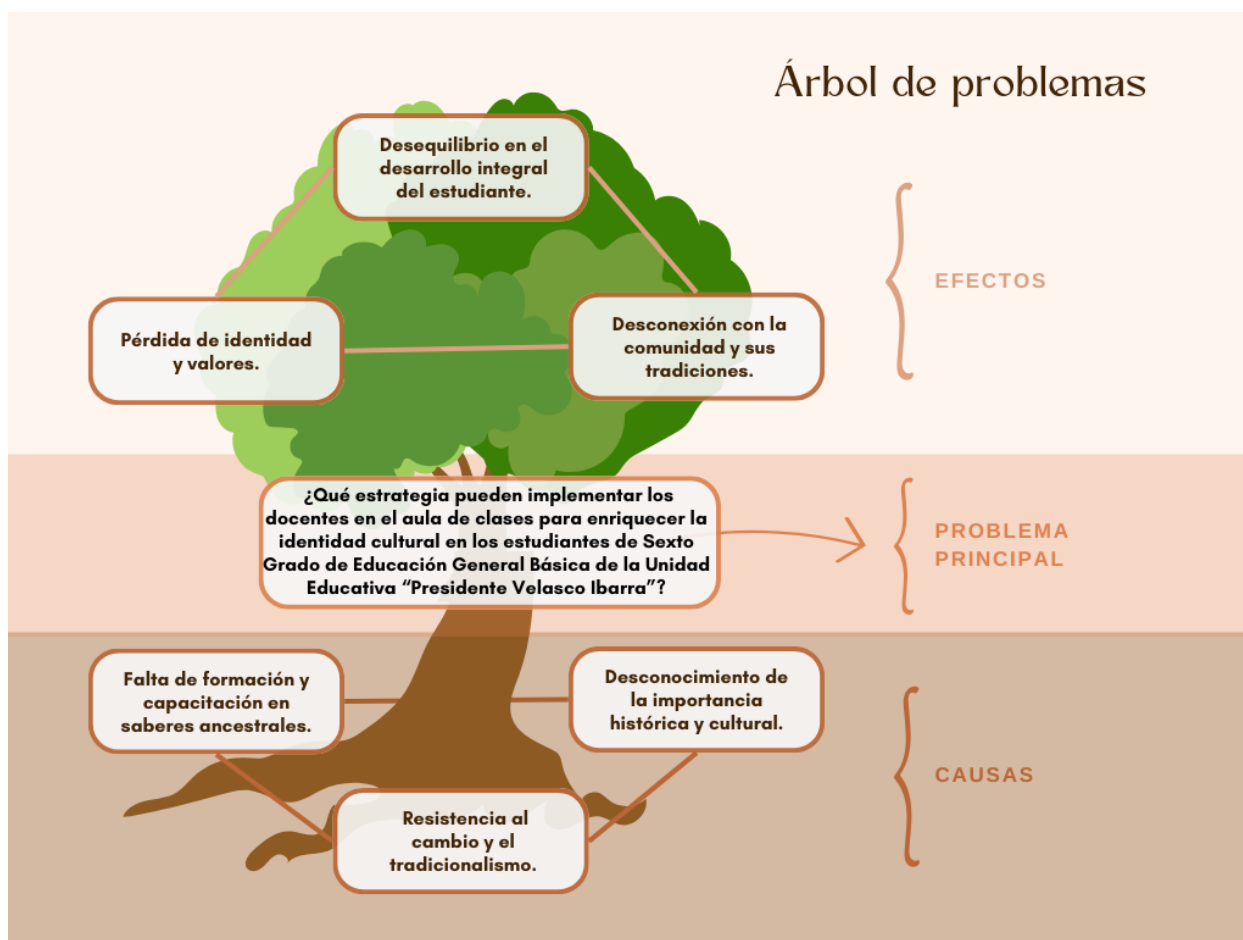 Árbol de problemas
Desequilibrio en el
desarrollo integral
del estudiante.
Pérdida de identidad
y valores.
Desconexión con la
comunidad y sus
tradiciones.
EFECTOS
¿Qué estrategia pueden implementar los
docentes en el aula de clases para enriquecer la
identidad cultural en los estudiantes de Sexto
Grado de Educación General Básica de la Unidad
Educativa “Presidente Velasco Ibarra”?
PROBLEMA
PRINCIPAL
Falta de formación y
capacitación en
saberes ancestrales.
Desconocimiento de
la importancia
histórica y cultural.
Resistencia al
cambio y el
tradicionalismo.
CAUSAS